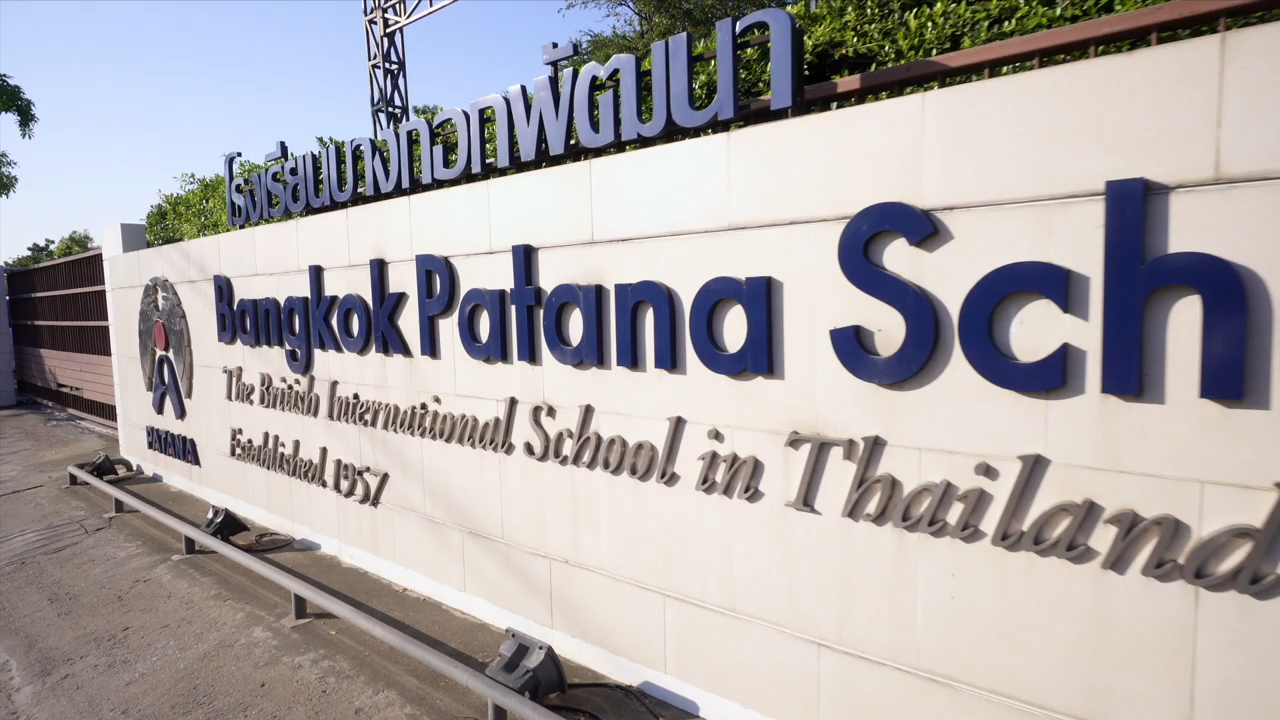 โรงเรียนบางกอกพัฒนา
Bangkok Patana Sch
The British International School in Thailand
Established 1957
PATANA